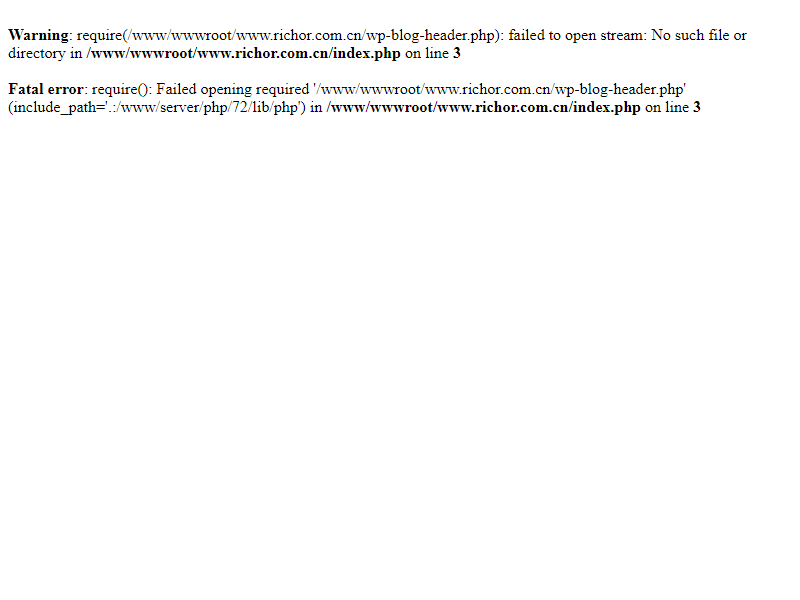 Warning: require(/www/wwwroot/www.richor.com.cn/wp-blog-header.php): failed to open stream: No such file or
directory in /www/wwwroot/www.richor.com.cn/index.php on line 3
Fatal error: require(): Failed opening required '/www/wwwroot/www.richor.com.cn/wp-blog-header.php'
(include_path='.:/www/server/php/72/lib/php') in /www/wwwroot/www.richor.com.cn/index.php on line 3